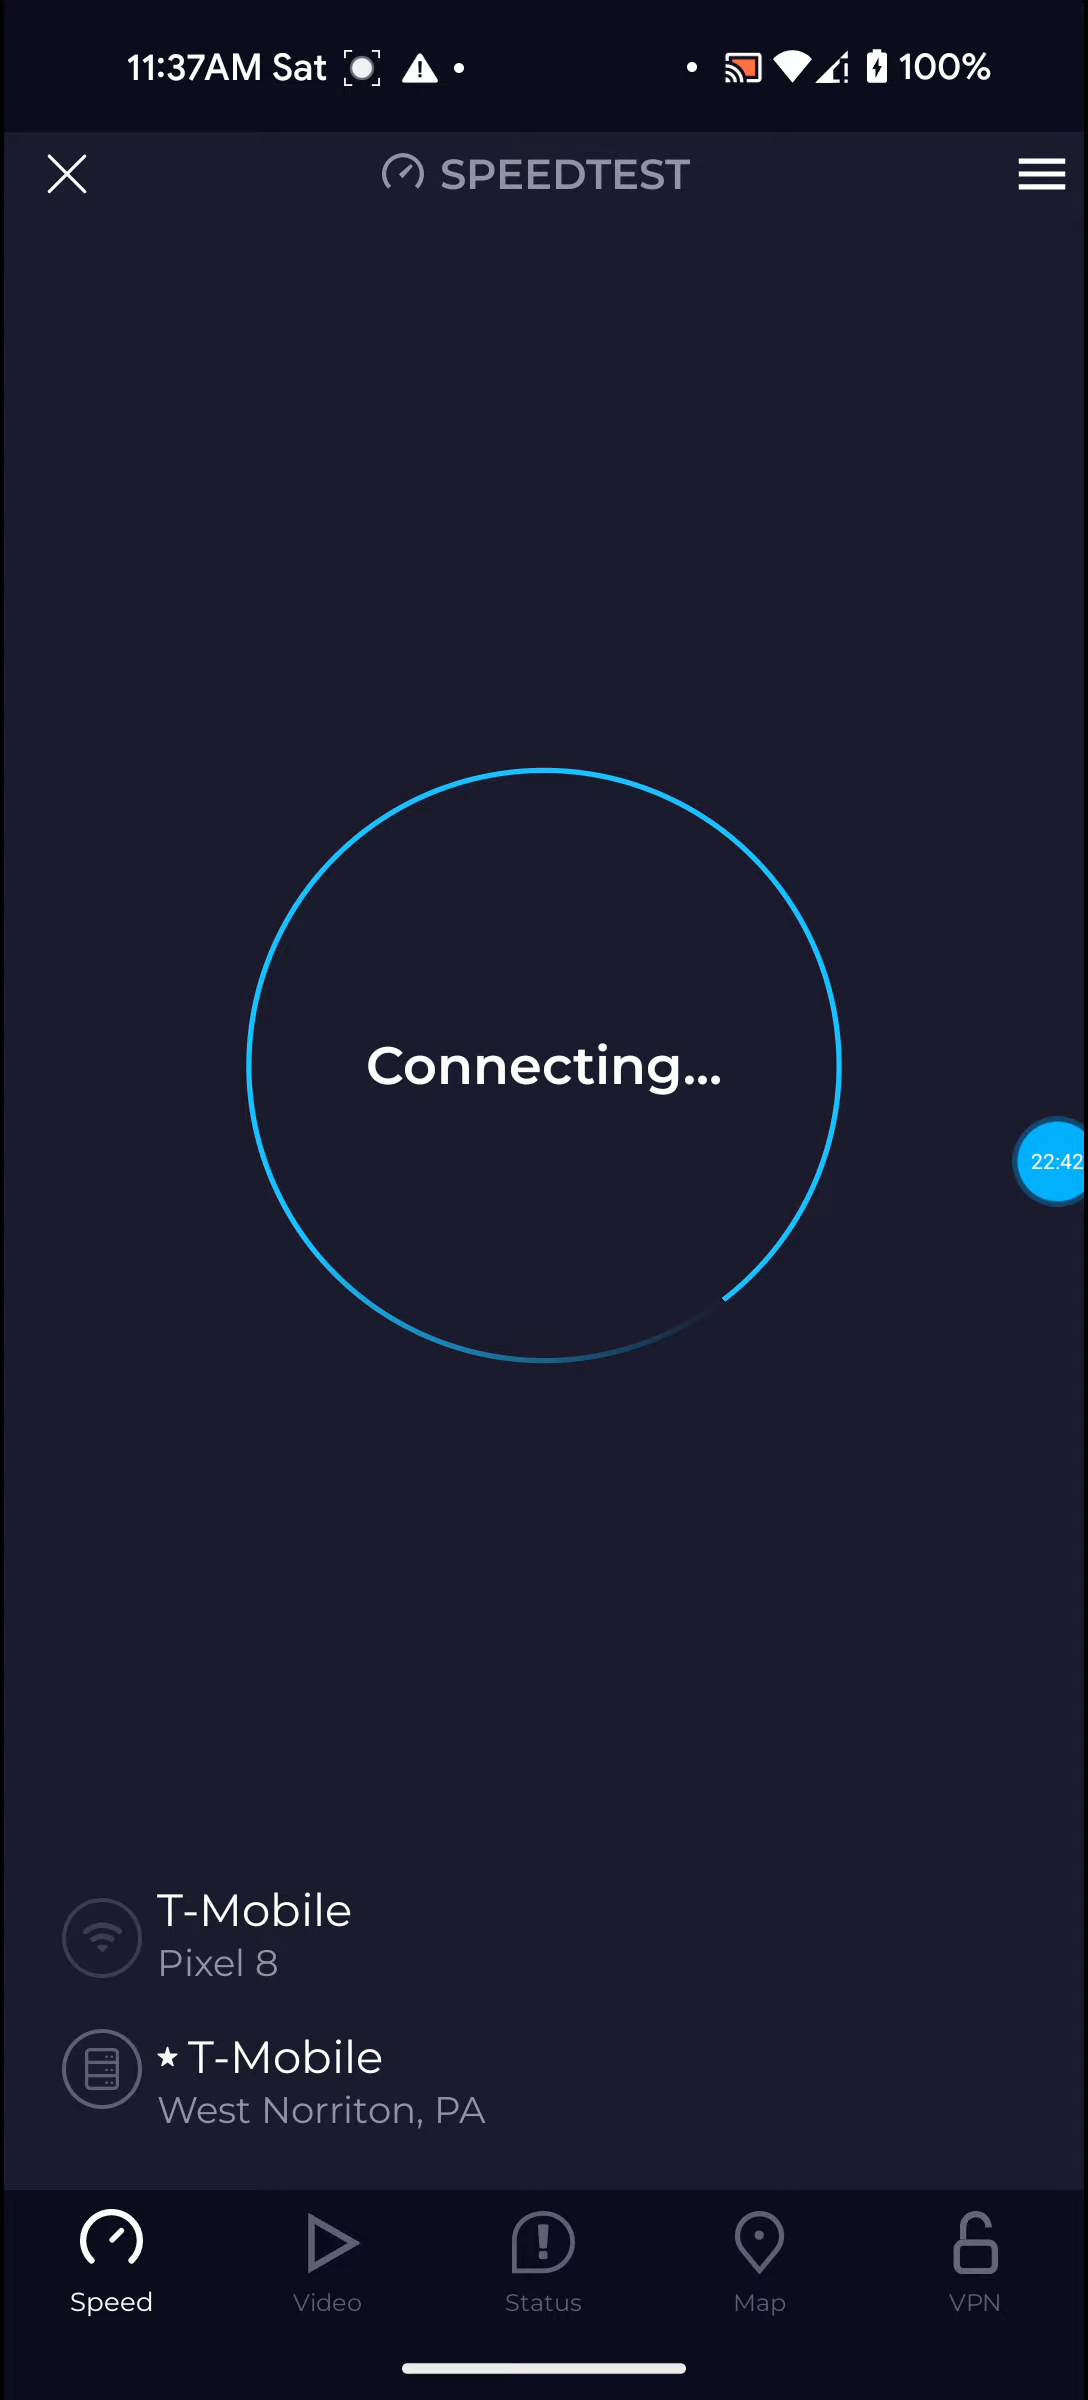 11:37AM Sat 100%
SPEEDTEST
Connecting...
22:42
T-Mobile
Pixel 8
T-Mobile
West Norriton, PA
Speed Video Status Map VPN